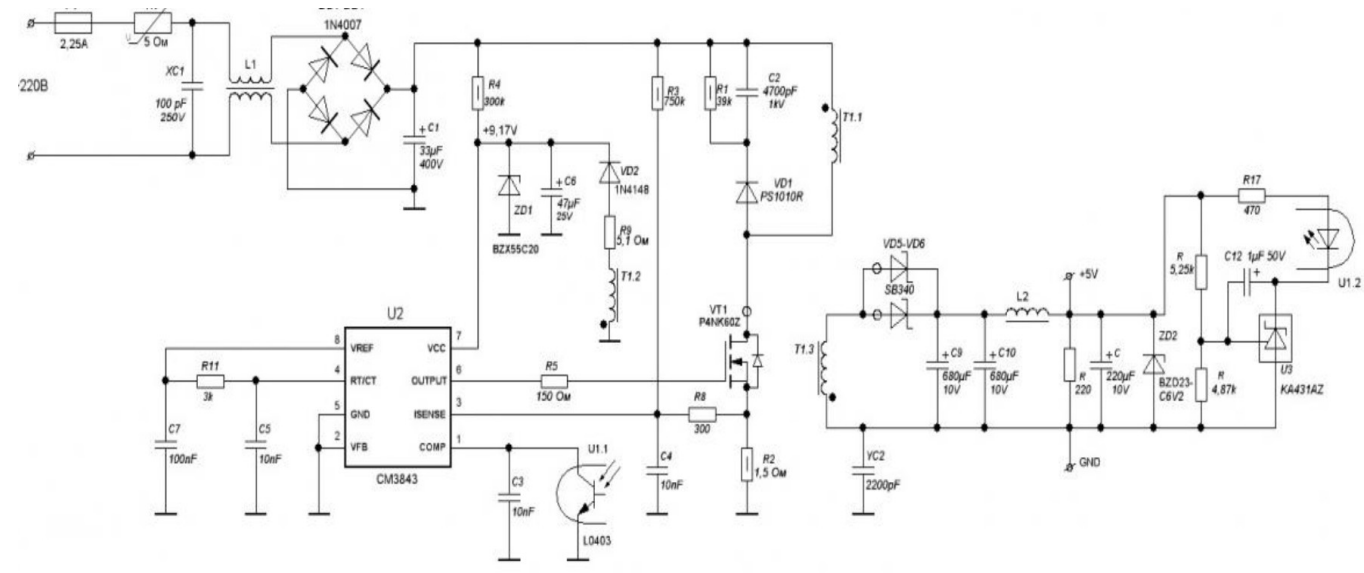 1N4007
2,25A
U
5 Ом
XC1
L1
~220В
100 pF
250V
C1
33µF
400V
R4
300k
R3
750k
R1
39k
C2
4700pF
1kV
T1.1
+9,17V
VD2
1N4148
C6
47µF
25V
ZD1
BZX55C20
R9
5,1 Ом
T1.2
VD1
PS1010R
R17
470
VD5-VD6
SB340
R
5,25k
C12 1µF 50V
U1.2
+5V
L2
ZD2
BZD23-
C6V2
U2
VT1
P4NK60Z
T1.3
C9
680µF
10V
C10
680µF
10V
R
220
C
220µF
10V
R
4,87k
U3
KA431AZ
8 VREF VCC 7
4 RT/CT OUTPUT 6
5 GND ISENSE 3
2 VFB COMP 1
CM3843
R11
3k
R5
150 Ом
R8
300
C7
100nF
C5
10nF
C3
10nF
U1.1
L0403
C4
10nF
R2
1,5 Ом
YC2
2200pF
GND